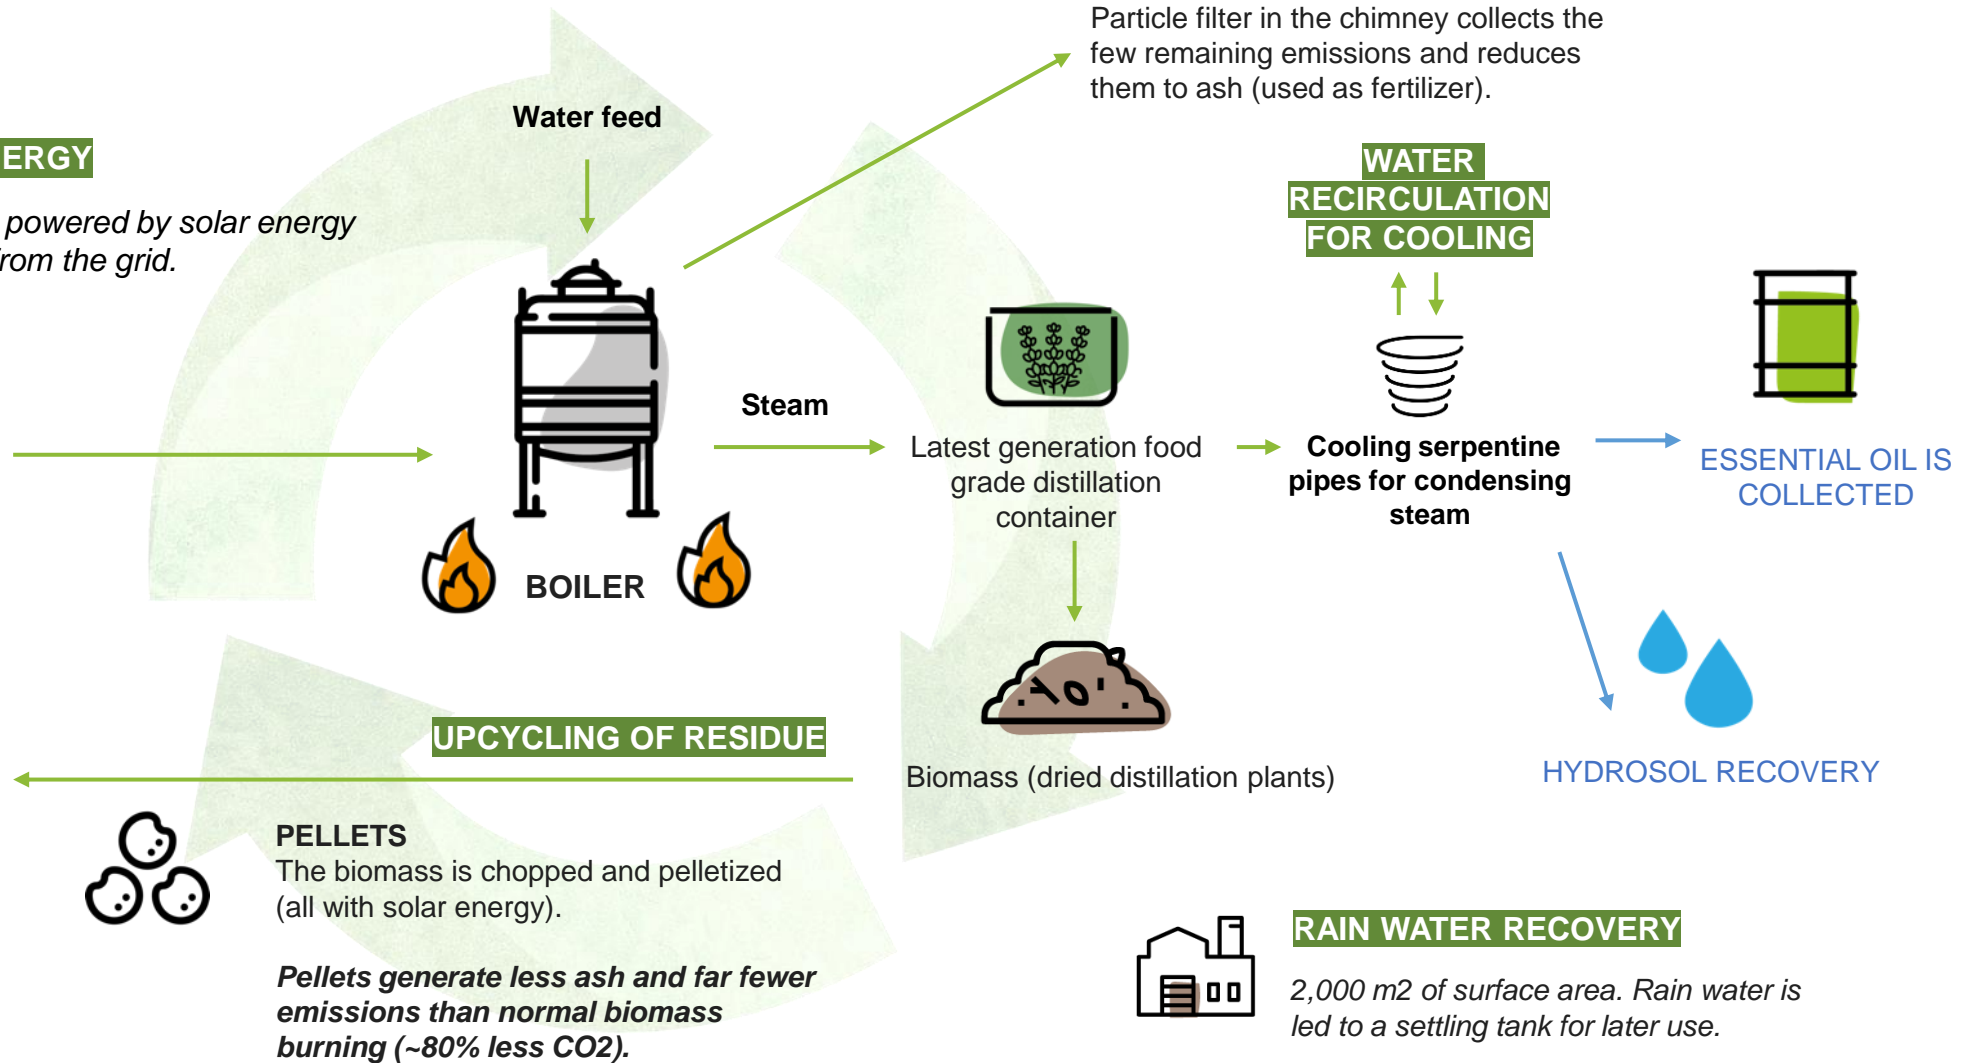 Particle filter in the chimney collects the
few remaining emissions and reduces
them to ash (used as fertilizer).
Water feed
ERGY
powered by solar energy
from the grid.
WATER
RECIRCULATION
FOR COOLING
Steam
Latest generation food
grade distillation
container
Cooling serpentine
pipes for condensing
steam
ESSENTIAL OIL IS
COLLECTED
BOILER
UPCYCLING OF RESIDUE
Biomass (dried distillation plants)
HYDROSOL RECOVERY
PELLETS
The biomass is chopped and pelletized
(all with solar energy).
Pellets generate less ash and far fewer
emissions than normal biomass
burning (~80% less CO2).
RAIN WATER RECOVERY
2,000 m2 of surface area. Rain water is
led to a settling tank for later use.